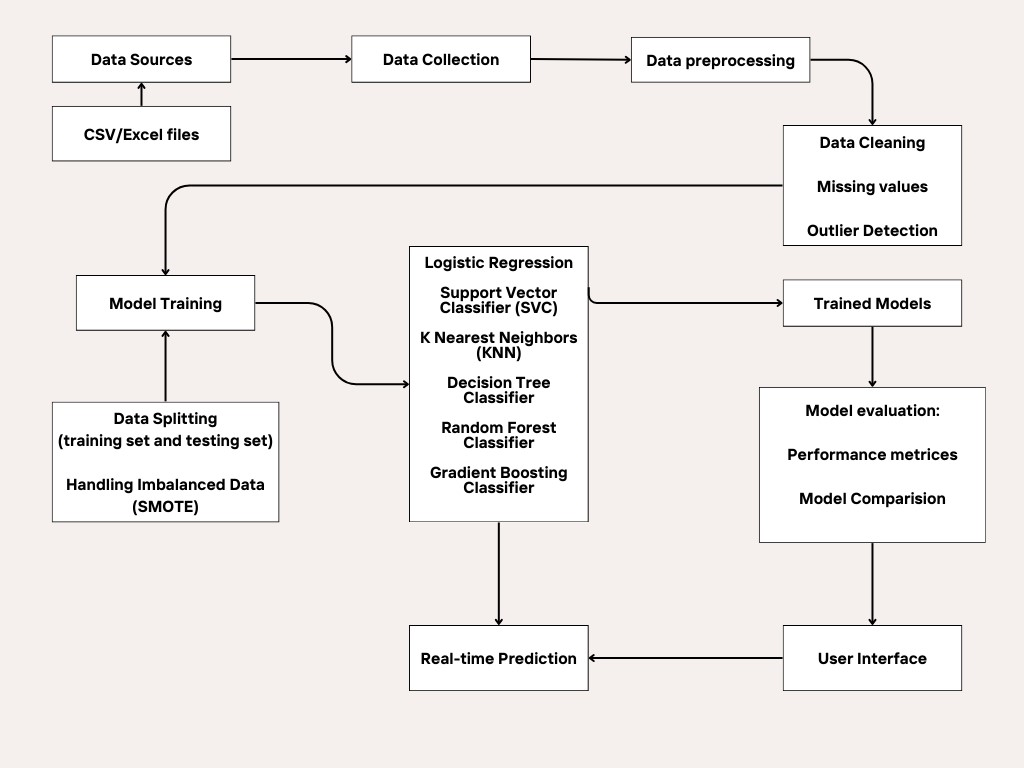 Data Sources
Data Collection
Data preprocessing
CSV/Excel files
Data Cleaning
Missing values
Outlier Detection
Model Training
Data Splitting
(training set and testing set)
Handling Imbalanced Data
(SMOTE)
Logistic Regression
Support Vector
Classifier (SVC)
K Nearest Neighbors
(KNN)
Decision Tree
Classifier
Random Forest
Classifier
Gradient Boosting
Classifier
Trained Models
Model evaluation:
Performance metrices
Model Comparision
Real-time Prediction
User Interface